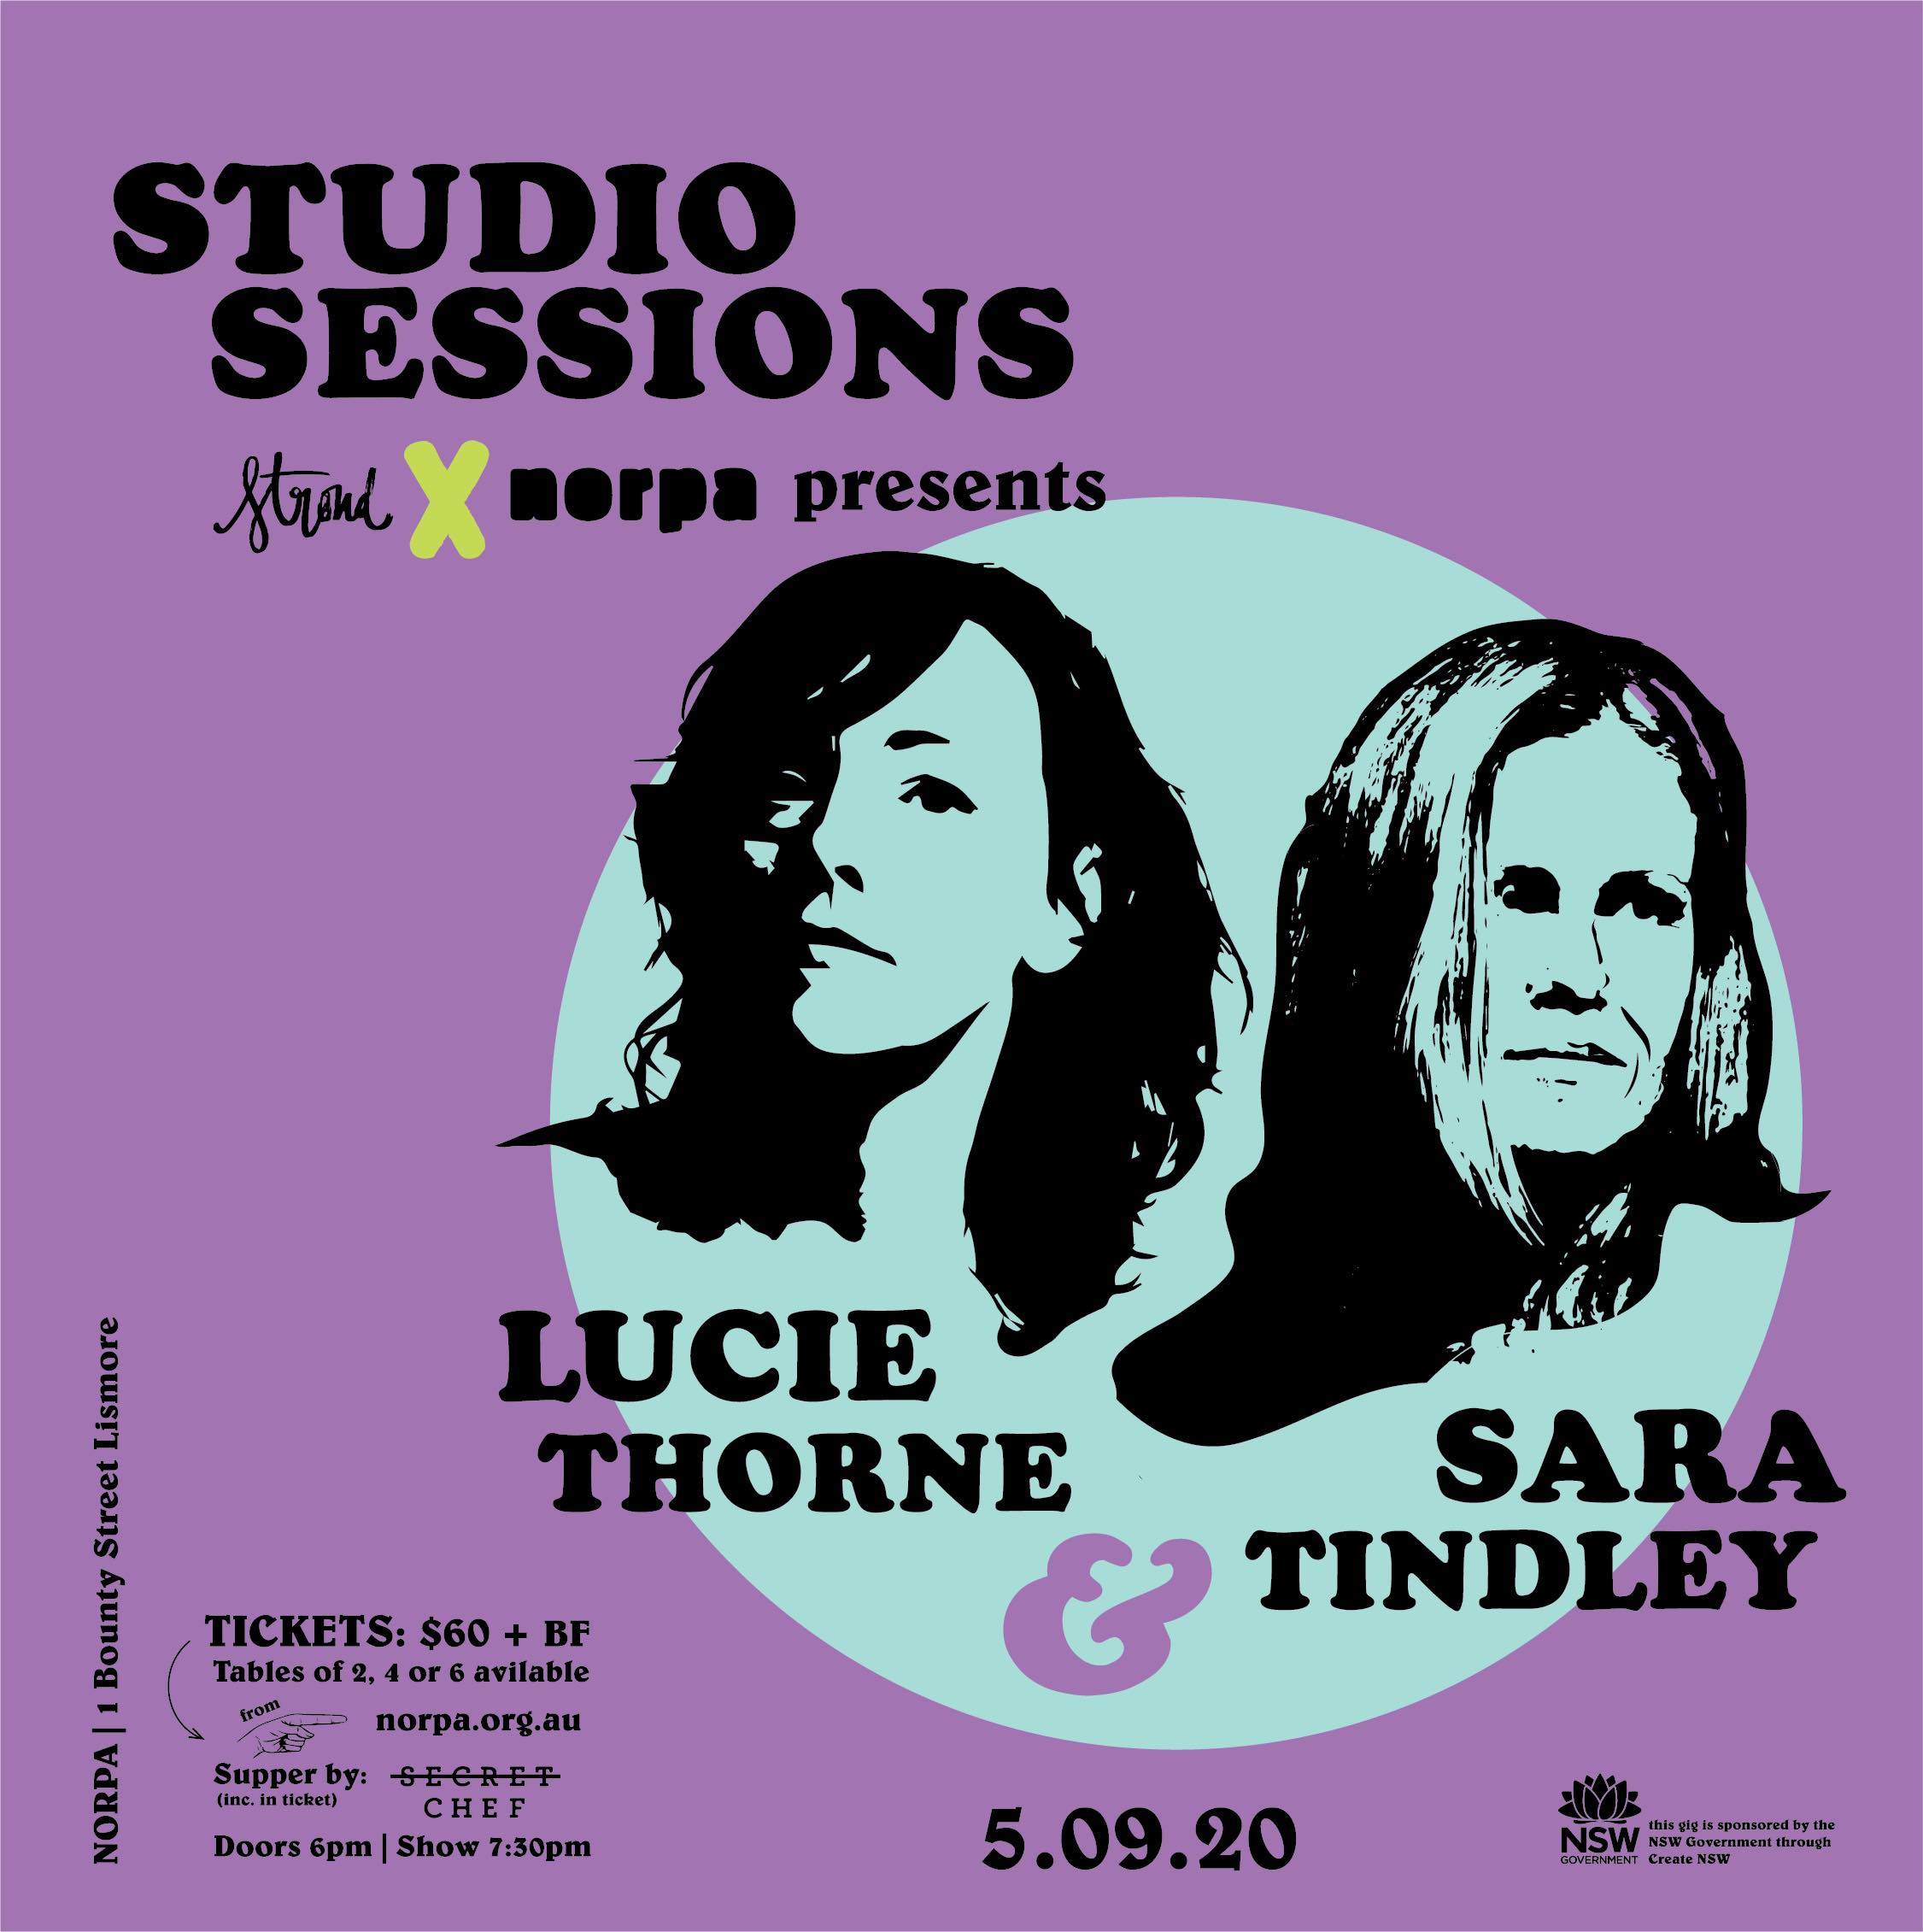 STUDIO
SESSIONS
Strand X norpa presents
LUCIE
THORNE
&
SARA
TINDLEY
NORPA | 1 Bounty Street Lismore
TICKETS: $60 + BF
Tables of 2, 4 or 6 avilable
from
norpa.org.au
Supper by: SECRET
(inc. in ticket)
CHEF
Doors 6pm | Show 7:30pm
5.09.20
NSW
GOVERNMENT
this gig is sponsored by the
NSW Government through
Create NSW